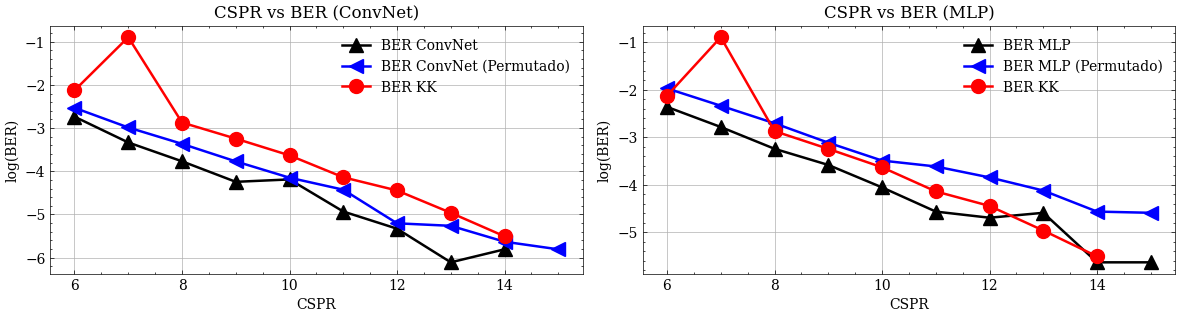 CSPR vs BER (ConvNet)
log(BER)
−1
−2
−3
−4
−5
−6
6
8
10
12
14
CSPR
BER ConvNet
BER ConvNet (Permutado)
BER KK
CSPR vs BER (MLP)
log(BER)
−1
−2
−3
−4
−5
6
8
10
12
14
CSPR
BER MLP
BER MLP (Permutado)
BER KK